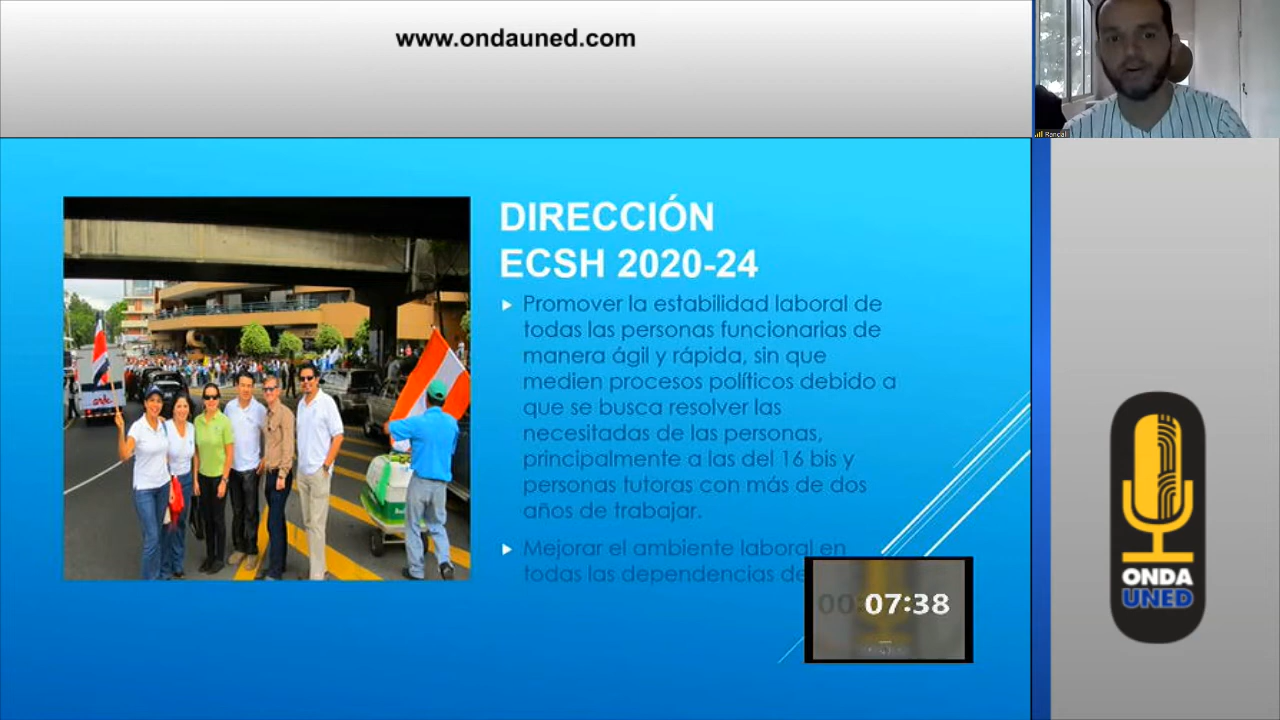 www.ondauned.com
Randal
DIRECCIÓN
ECSH 2020-24
Promover la estabilidad laboral de
todas las personas funcionarias de
manera ágil y rápida, sin que
medien procesos políticos debido a
que se busca resolver las
necesitadas de las personas,
principalmente a las del 16 bis y
personas tutoras con más de dos
años de trabajar.
Mejorar el ambiente laboral en
todas las dependencias de
00:
07:38
ONDA
UNED